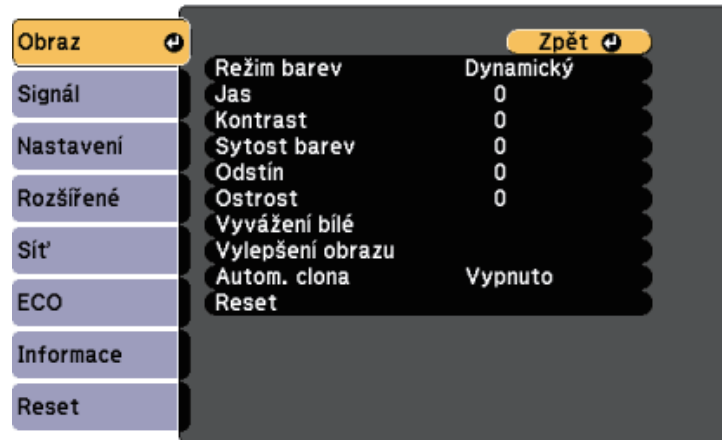 Obraz
Signál
Nastavení
Rozšířené
Síť
ECO
Informace
Reset
Zpět
Režim barev Dynamický
Jas 0
Kontrast 0
Sytost barev 0
Odstín 0
Ostrost 0
Vyvážení bílé
Vylepšení obrazu
Autom. clona Vypnuto
Reset